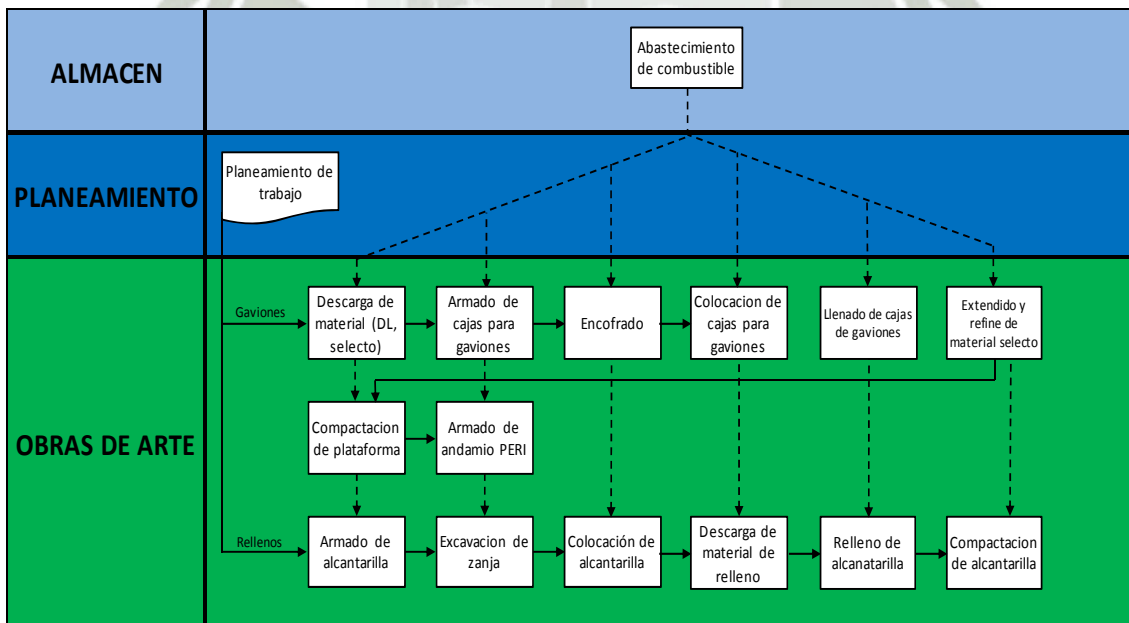 ALMACEN
Abastecimiento
de combustible
PLANEAMIENTO
Planeamiento de
trabajo
OBRAS DE ARTE
Gaviones
Descarga de
material (DL,
selecto)
Armado de
cajas para
gaviones
Encofrado
Colocacion de
cajas para
gaviones
Llenado de cajas
de gaviones
Extendido y
refine de
material selecto
Compactacion
de plataforma
Armado de
andamio PERI
Rellenos
Armado de
alcantarilla
Excavacion de
zanja
Colocación de
alcantarilla
Descarga de
material de
relleno
Relleno de
alcanatarilla
Compactacion
de alcantarilla